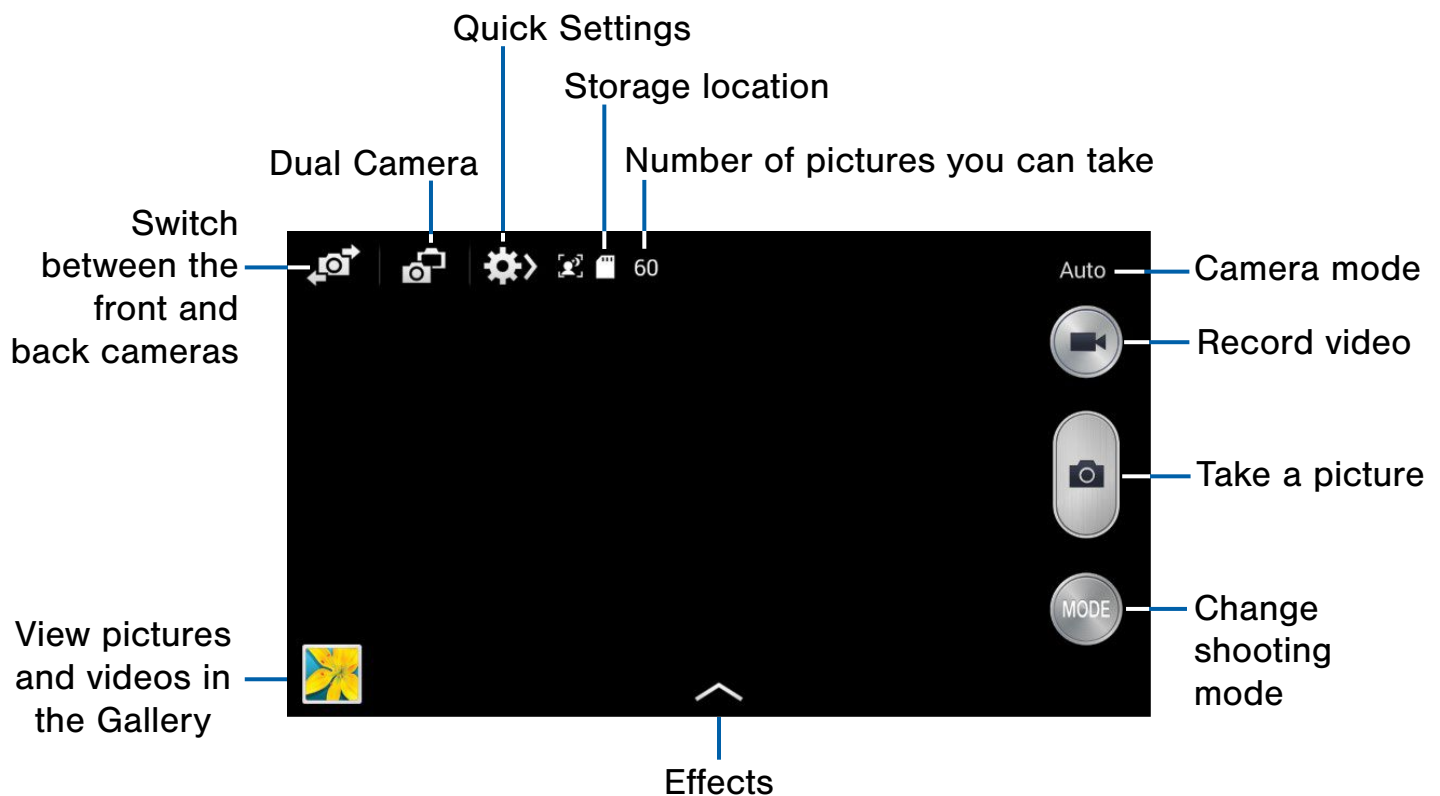 Quick Settings
Storage location
Dual Camera
Number of pictures you can take
Switch
between the
front and
back cameras
60
Auto
Camera mode
Record video
Take a picture
MODE
Change
shooting
mode
View pictures
and videos in
the Gallery
Effects